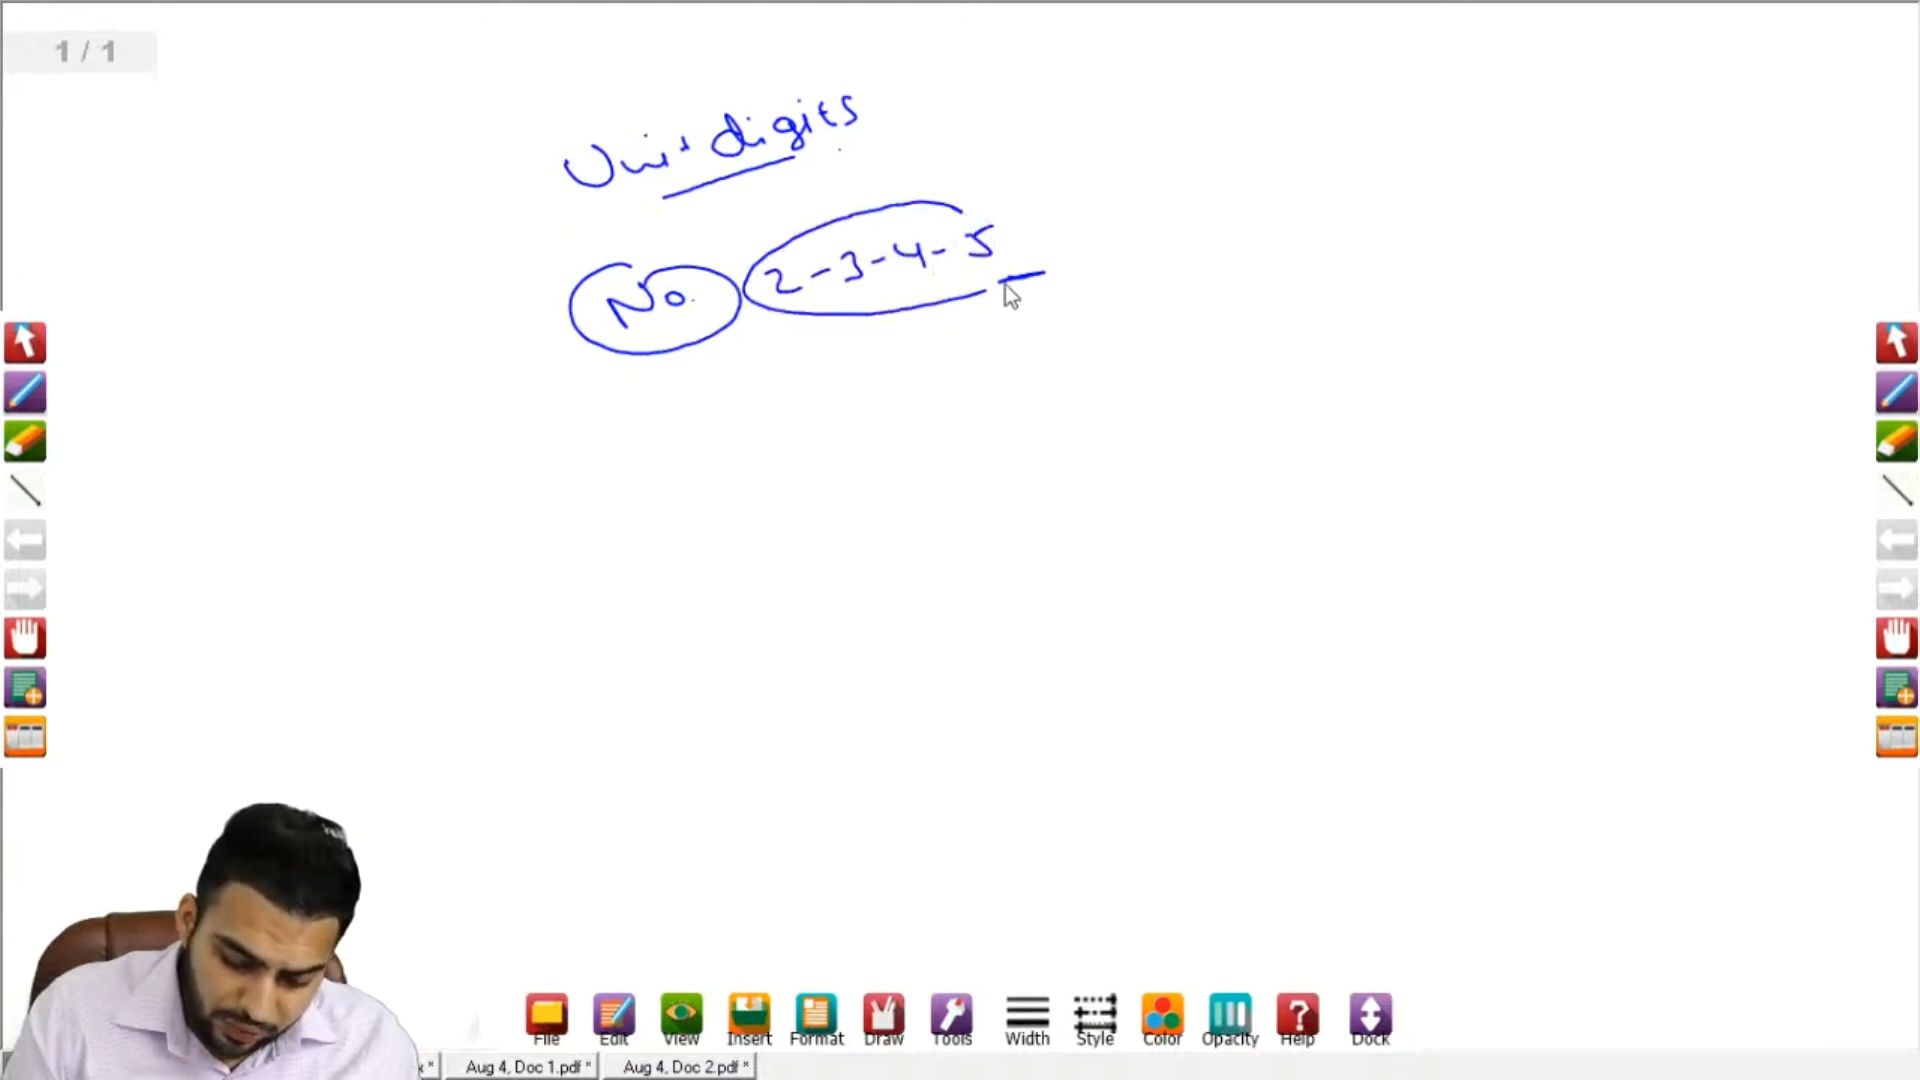 1 / 1
Unit digits
No. 2-3-4-5
File Edit View Insert Format Draw Tools Width Style Color Opacity Help Dock
x * Aug 4, Doc 1.pdf * Aug 4, Doc 2.pdf *